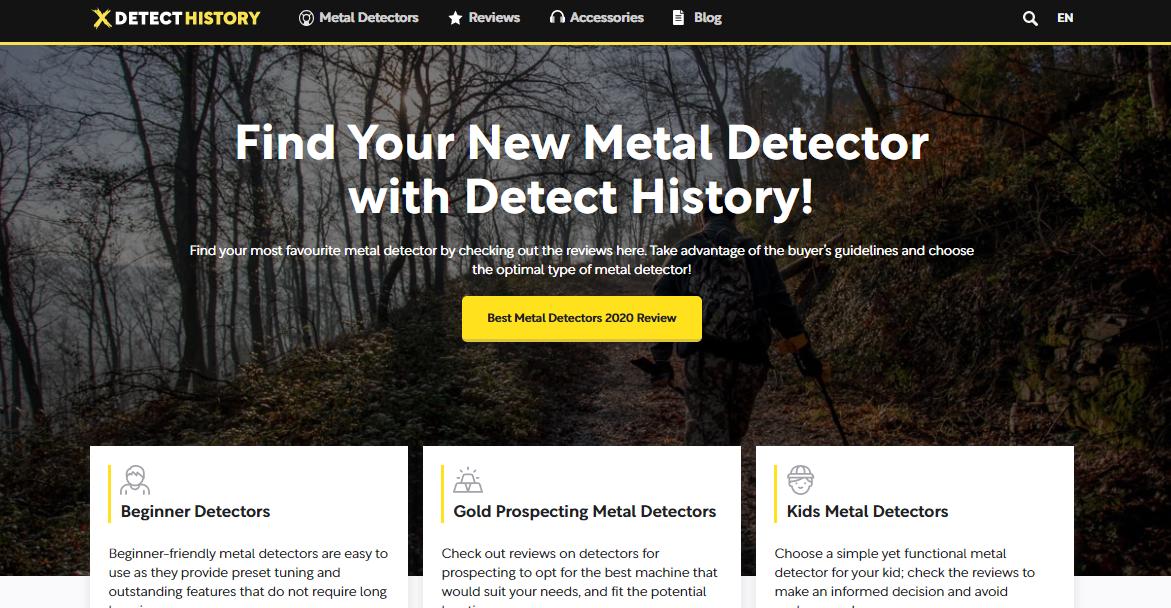 DETECTHISTORY Metal Detectors Reviews Accessories Blog EN
Find Your New Metal Detector
with Detect History!
Find your most favourite metal detector by checking out the reviews here. Take advantage of the buyer's guidelines and choose
the optimal type of metal detector!
Best Metal Detectors 2020 Review
Beginner Detectors
Beginner-friendly metal detectors are easy to
use as they provide preset tuning and
outstanding features that do not require long
Gold Prospecting Metal Detectors
Check out reviews on detectors for
prospecting to opt for the best machine that
would suit your needs, and fit the potential
Kids Metal Detectors
Choose a simple yet functional metal
detector for your kid; check the reviews to
make an informed decision and avoid